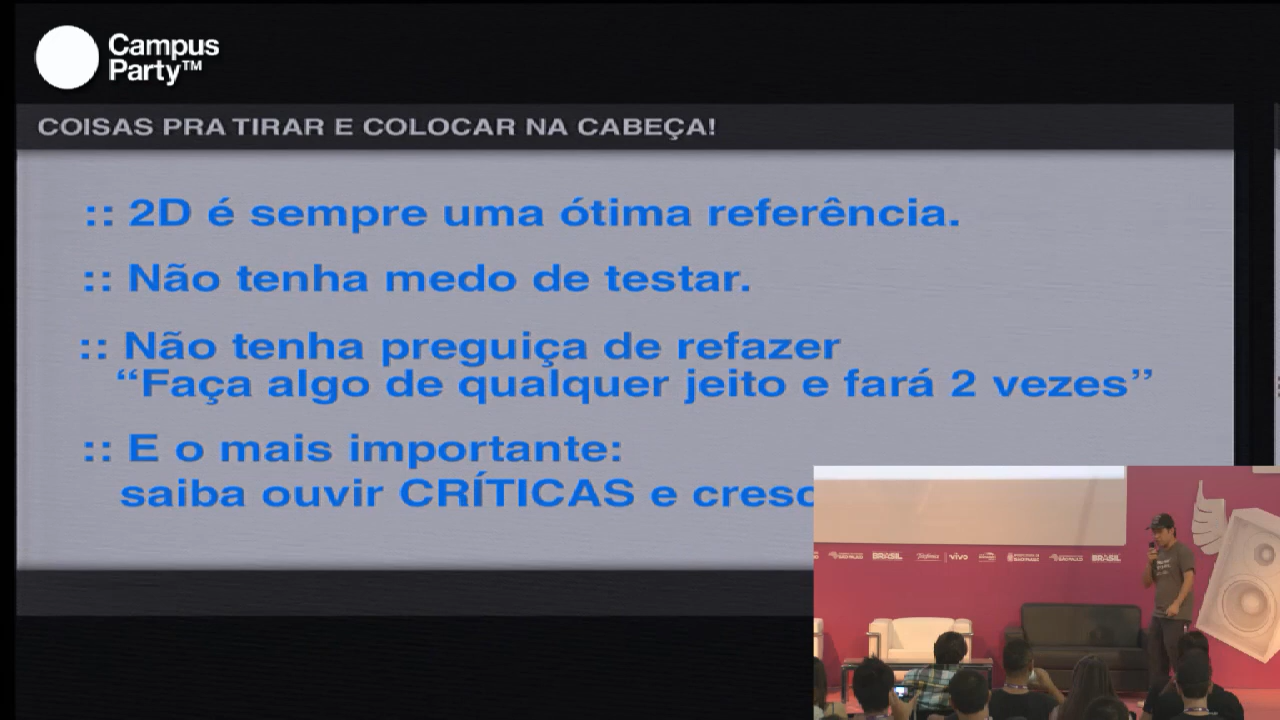 Campus
Party™
COISAS PRA TIRAR E COLOCAR NA CABEÇA!
:: 2D é sempre uma ótima referência.
:: Não tenha medo de testar.
:: Não tenha preguiça de refazer
“Faça algo de qualquer jeito e fará 2 vezes”
:: E o mais importante:
saiba ouvir CRÍTICAS e cresc
BRASIL
Telefonica
vivo
BRASIL